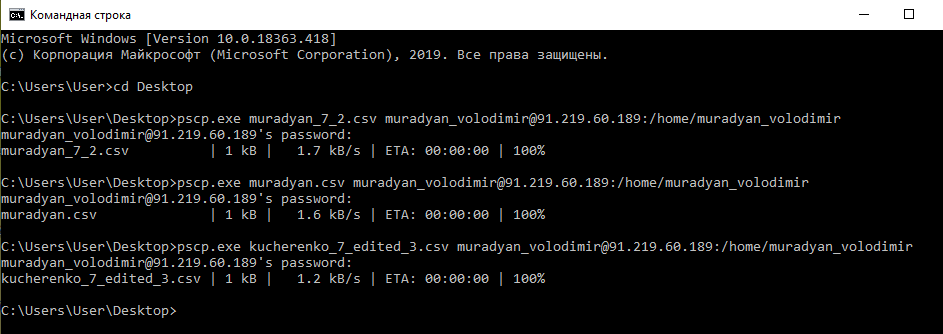 Командная строка
Microsoft Windows [Version 10.0.18363.418]
(c) Корпорация Майкрософт (Microsoft Corporation), 2019. Все права защищены.
C:\Users\User>cd Desktop
C:\Users\User\Desktop>pscp.exe muradyan_7_2.csv muradyan_volodimir@91.219.60.189:/home/muradyan_volodimir
muradyan_volodimir@91.219.60.189's password:
muradyan_7_2.csv          | 1 kB |   1.7 kB/s | ETA: 00:00:00 | 100%
C:\Users\User\Desktop>pscp.exe muradyan.csv muradyan_volodimir@91.219.60.189:/home/muradyan_volodimir
muradyan_volodimir@91.219.60.189's password:
muradyan.csv              | 1 kB |   1.6 kB/s | ETA: 00:00:00 | 100%
C:\Users\User\Desktop>pscp.exe kucherenko_7_edited_3.csv muradyan_volodimir@91.219.60.189:/home/muradyan_volodimir
muradyan_volodimir@91.219.60.189's password:
kucherenko_7_edited_3.csv | 1 kB |   1.2 kB/s | ETA: 00:00:00 | 100%
C:\Users\User\Desktop>